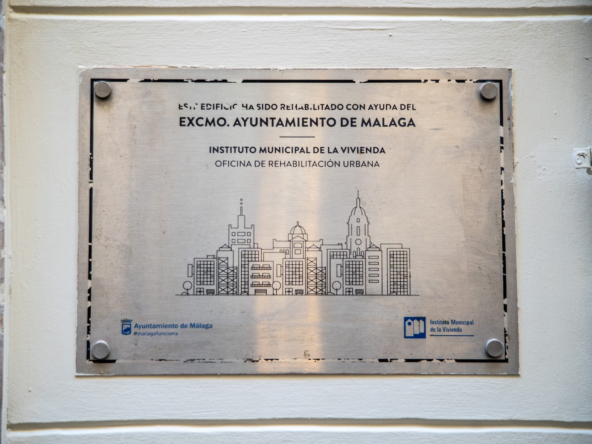 ESTE EDIFICIO HA SIDO REHABILITADO CON AYUDA DEL
EXCMO. AYUNTAMIENTO DE MALAGA
INSTITUTO MUNICIPAL DE LA VIVIENDA
OFICINA DE REHABILITACIÓN URBANA
Ayuntamiento de Málaga
#malagafunciona
Instituto Municipal
de la Vivienda